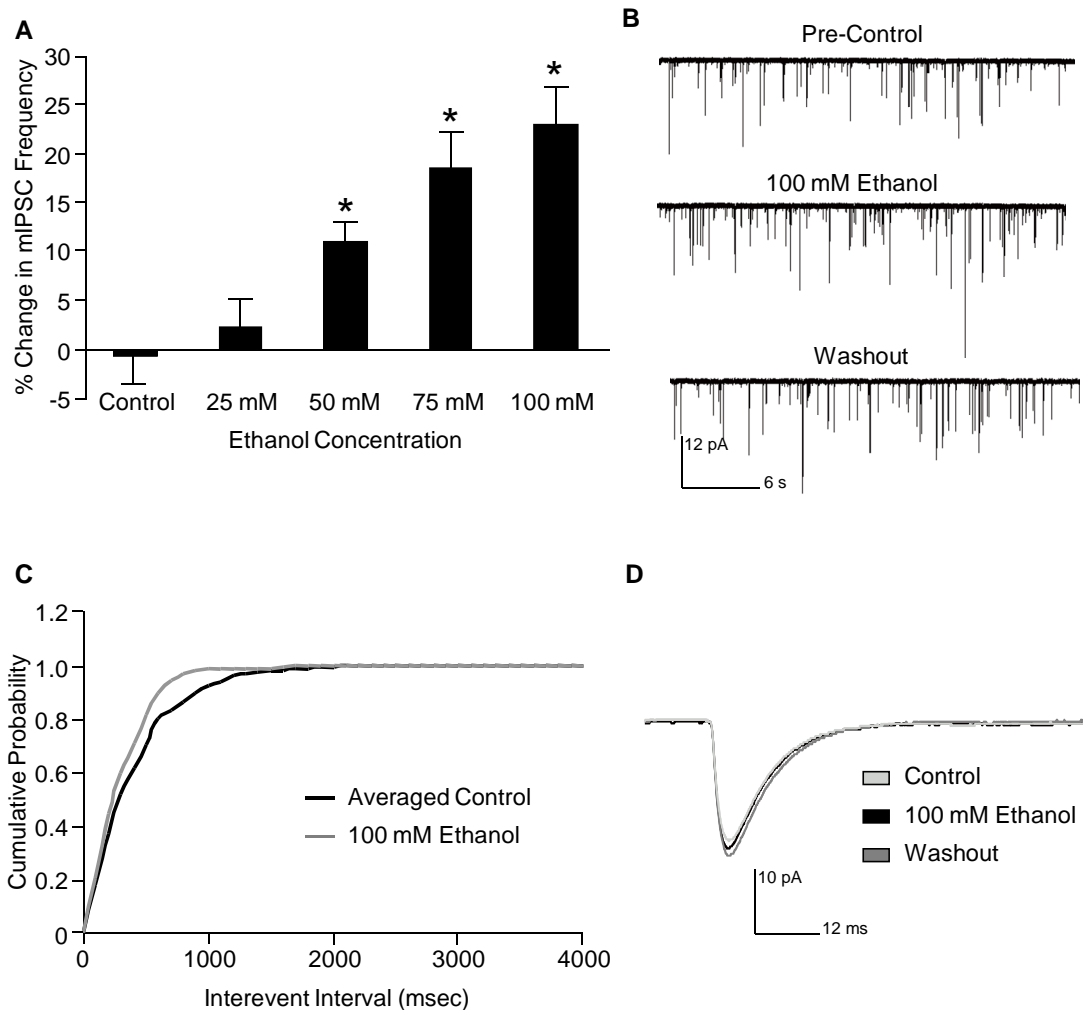 A
% Change in mIPSC Frequency
30
25
20
15
10
5
0
-5
*
*
*
Control 25 mM 50 mM 75 mM 100 mM
Ethanol Concentration
B
Pre-Control
100 mM Ethanol
Washout
12 pA
6 s
C
Cumulative Probability
1.2
1.0
0.8
0.6
0.4
0.2
0
Averaged Control
100 mM Ethanol
0 1000 2000 3000 4000
Interevent Interval (msec)
D
Control
100 mM Ethanol
Washout
10 pA
12 ms